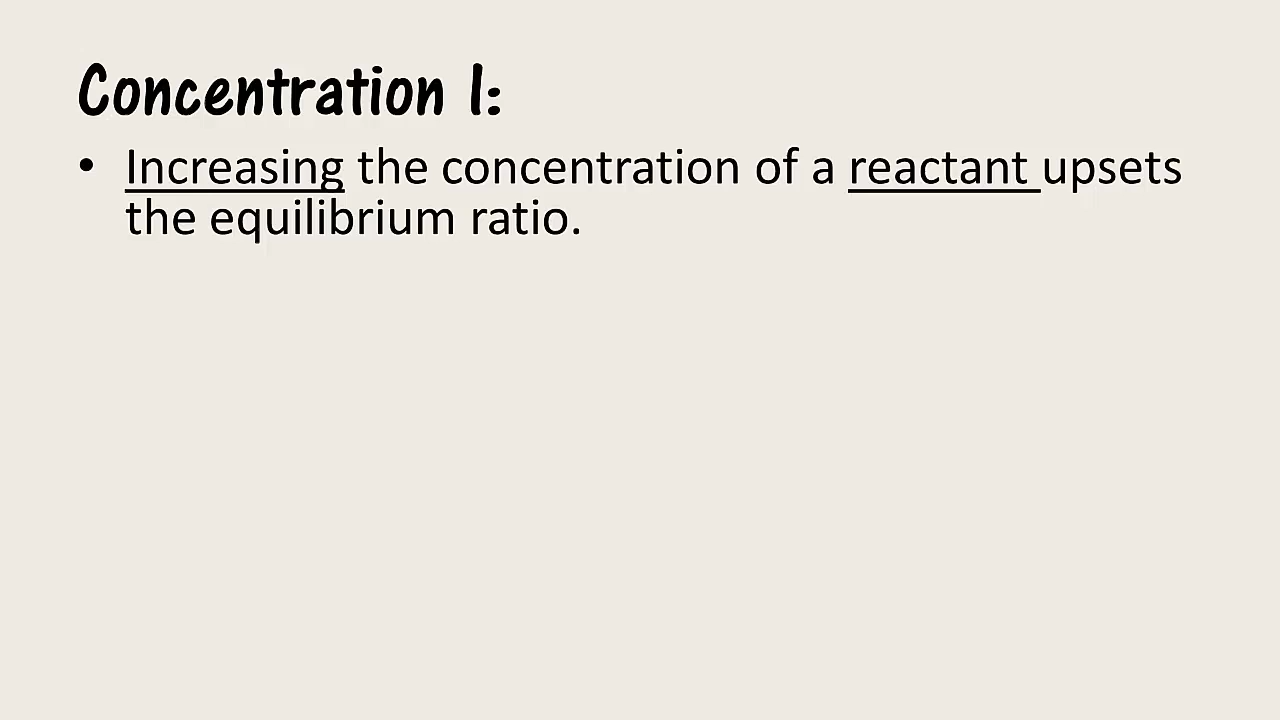 Concentration I:
• Increasing the concentration of a reactant upsets
the equilibrium ratio.